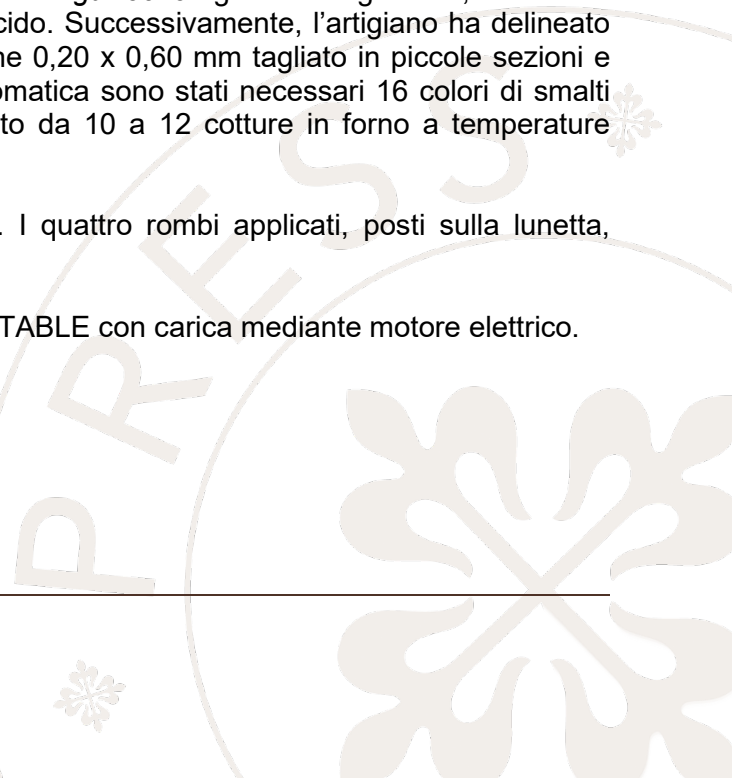 cido. Successivamente, l’artigiano ha delineato
ne 0,20 x 0,60 mm tagliato in piccole sezioni e
omatica sono stati necessari 16 colori di smalti
to da 10 a 12 cotture in forno a temperature
. I quattro rombi applicati, posti sulla lunetta,
TABLE con carica mediante motore elettrico.
PRESS